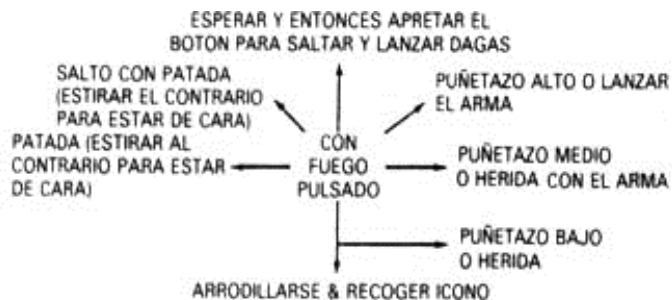 ESPERAR Y ENTONCES APRETAR EL
BOTON PARA SALTAR Y LANZAR DAGAS
SALTO CON PATADA
(ESTIRAR EL CONTRARIO
PARA ESTAR DE CARA)
PUÑETAZO ALTO O LANZAR
EL ARMA
PATADA (ESTIRAR AL
CONTRARIO PARA ESTAR
DE CARA)
CON
FUEGO
PULSADO
PUÑETAZO MEDIO
O HERIDA CON EL ARMA
PUÑETAZO BAJO
O HERIDA
ARRODILLARSE & RECOGER ICONO